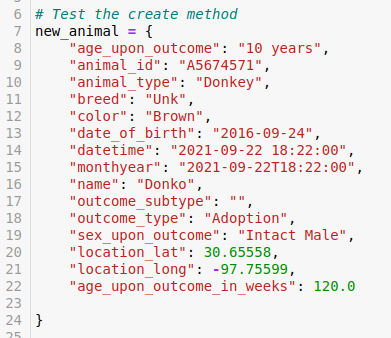 6 # Test the create method
7 new_animal = {
8     "age_upon_outcome": "10 years",
9     "animal_id": "A5674571",
10     "animal_type": "Donkey",
11     "breed": "Unk",
12     "color": "Brown",
13     "date_of_birth": "2016-09-24",
14     "datetime": "2021-09-22 18:22:00",
15     "monthyear": "2021-09-22T18:22:00",
16     "name": "Donko",
17     "outcome_subtype": "",
18     "outcome_type": "Adoption",
19     "sex_upon_outcome": "Intact Male",
20     "location_lat": 30.65558,
21     "location_long": -97.75599,
22     "age_upon_outcome_in_weeks": 120.0
23
24 }
25